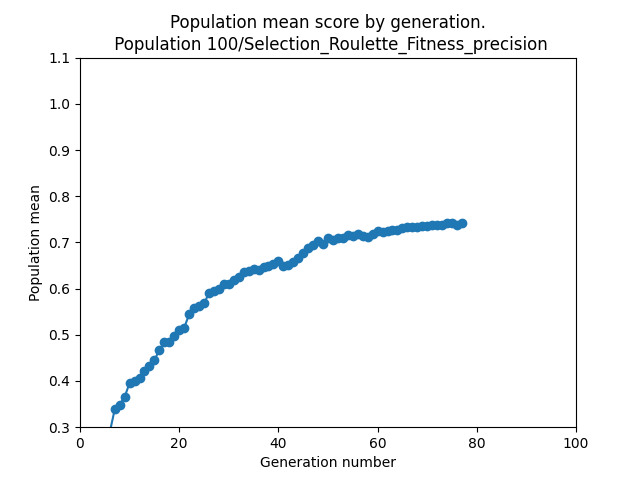 Population mean score by generation.
Population 100/Selection_Roulette_Fitness_precision
1.1
1.0
0.9
0.8
0.7
0.6
0.5
0.4
0.3
Population mean
0 20 40 60 80 100
Generation number